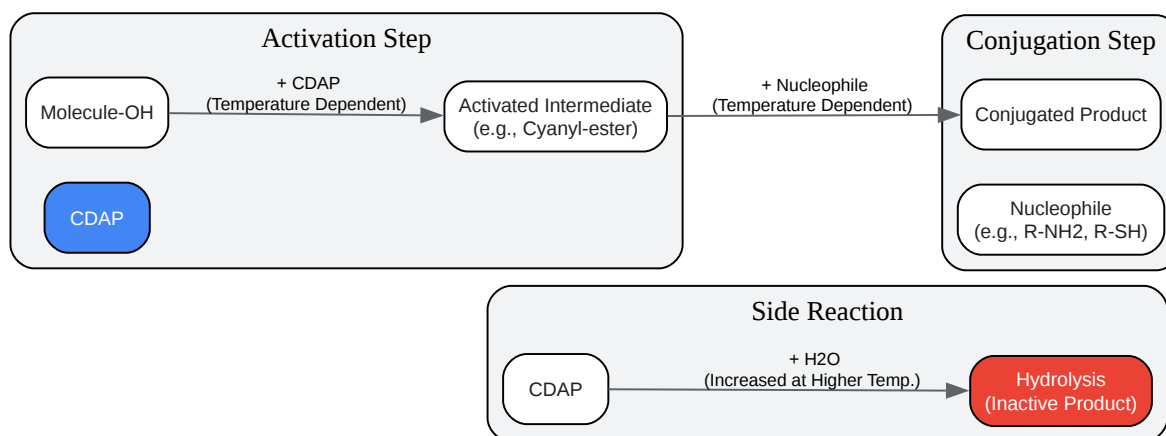 Activation Step
Molecule-OH
+ CDAP
(Temperature Dependent)
Activated Intermediate
(e.g., Cyanyl-ester)
CDAP
+ Nucleophile
(Temperature Dependent)
Conjugation Step
Conjugated Product
Nucleophile
(e.g., R-NH2, R-SH)
Side Reaction
CDAP
+ H2O
(Increased at Higher Temp.)
Hydrolysis
(Inactive Product)